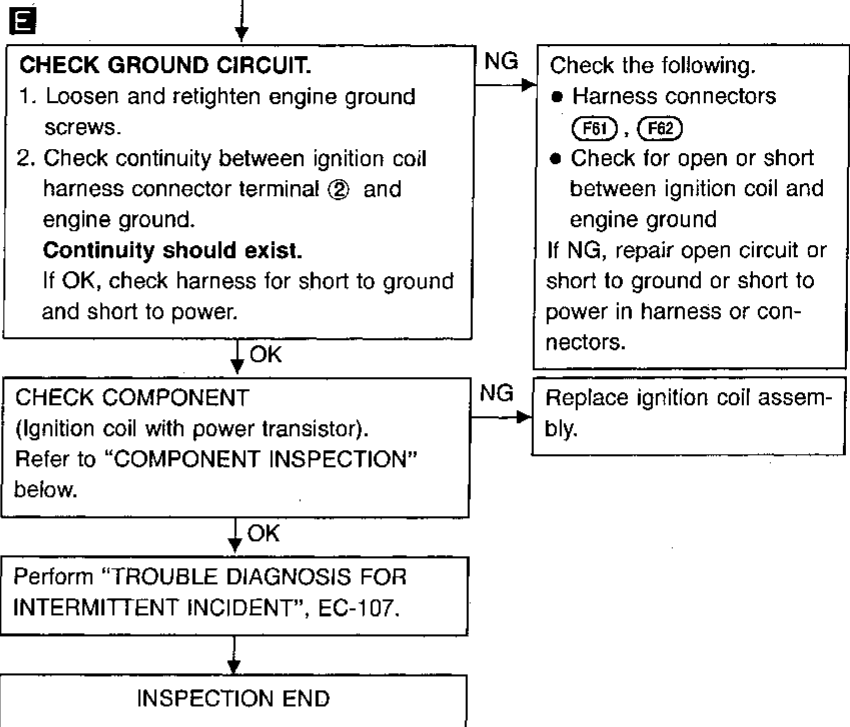 E
CHECK GROUND CIRCUIT.
1. Loosen and retighten engine ground
screws.
2. Check continuity between ignition coil
harness connector terminal ② and
engine ground.
Continuity should exist.
If OK, check harness for short to ground
and short to power.
NG
Check the following.
● Harness connectors
F61 , F62
● Check for open or short
between ignition coil and
engine ground
If NG, repair open circuit or
short to ground or short to
power in harness or con-
nectors.
OK
CHECK COMPONENT
(Ignition coil with power transistor).
Refer to “COMPONENT INSPECTION”
below.
NG
Replace ignition coil assem-
bly.
OK
Perform “TROUBLE DIAGNOSIS FOR
INTERMITTENT INCIDENT”, EC-107.
INSPECTION END